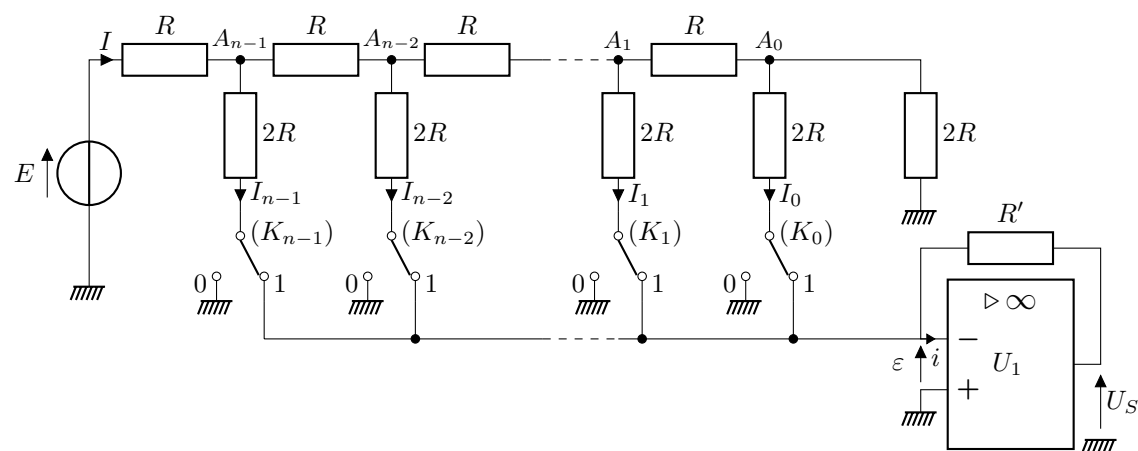 I R A_{n-1} R A_{n-2} R A_1 R A_0
2R 2R 2R 2R 2R
E
I_{n-1} I_{n-2} I_1 I_0
(K_{n-1}) (K_{n-2}) (K_1) (K_0) R'
0 1 0 1 0 1 0 1
▷ ∞
ε i − U_1
+ U_S